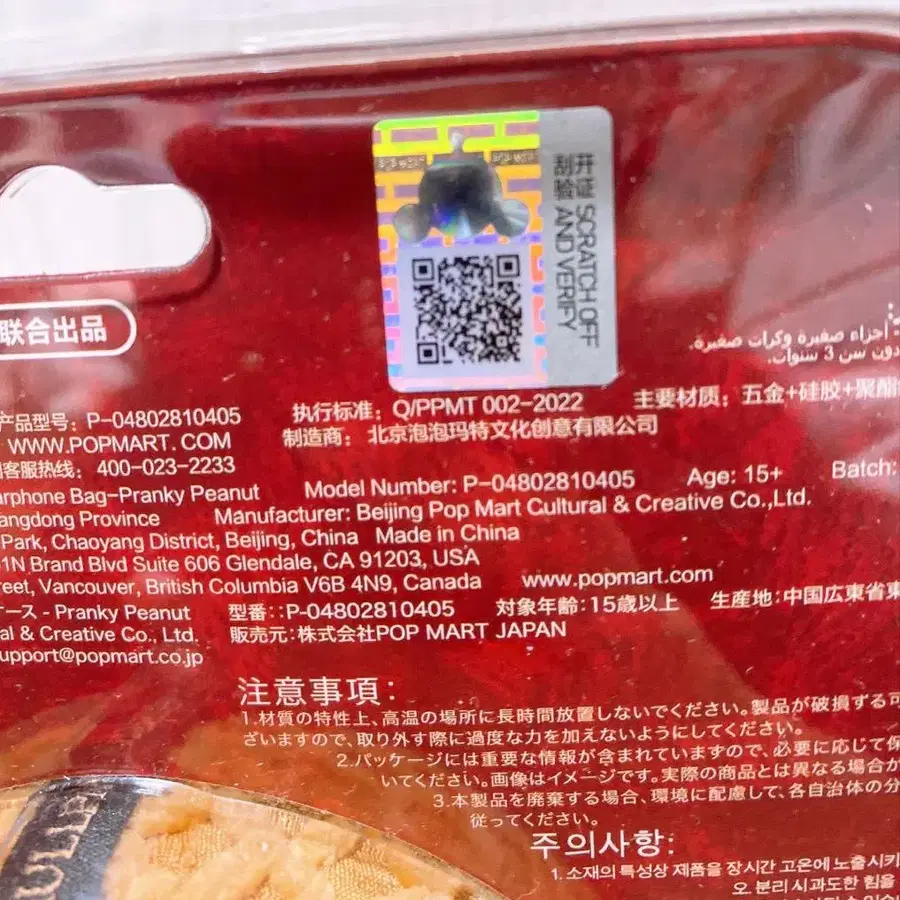 开证 SCRATCH OFF
刮验 AND VERIFY
أجزاء صغيرة وكرات صغيرة.
دون سن 3 سنوات.
联合出品
产品型号: P-04802810405
执行标准: Q/PPMT 002-2022
主要材质: 五金+硅胶+聚酯
WWW.POPMART.COM
制造商: 北京泡泡玛特文化创意有限公司
客服热线: 400-023-2233
arphone Bag-Pranky Peanut
Model Number: P-04802810405
Age: 15+
Batch:
angdong Province
Manufacturer: Beijing Pop Mart Cultural & Creative Co.,Ltd.
Park, Chaoyang District, Beijing, China Made in China
01N Brand Blvd Suite 606 Glendale, CA 91203, USA
reet, Vancouver, British Columbia V6B 4N9, Canada
www.popmart.com
ース - Pranky Peanut
型番::P-04802810405
対象年齢:15歳以上
生産地:中国広東省東
al & Creative Co., Ltd.
販売元:株式会社POP MART JAPAN
upport@popmart.co.jp
注意事項:
1.材質の特性上、高温の場所に長時間放置しないでください。製品が破損する可
ざいますので、取り外す際に過度な力を加えないようにしてください。
2.パッケージには重要な情報が含まれていますので、必要に応じて保
いてください。画像はイメージです。実際の商品とは異なる場合が
3.本製品を廃棄する場合、環境に配慮して、各自治体の分
従ってください。
주의사항:
1. 소재의 특성상 제품을 장시간 고온에 노출시키
오. 분리 시 과도한 힘을